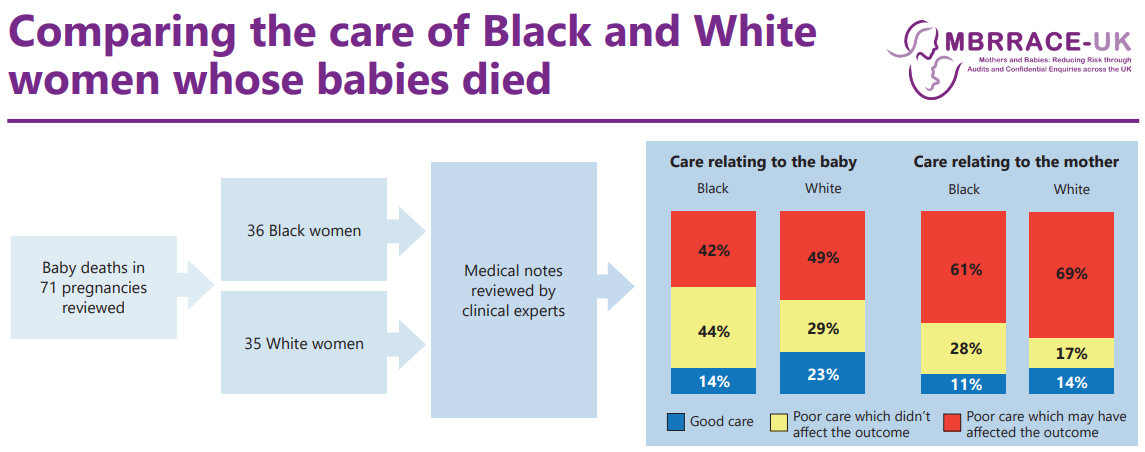 Comparing the care of Black and White
women whose babies died
MBRRACE-UK
Mothers and Babies: Reducing Risk through
Audits and Confidential Enquiries across the UK
Baby deaths in
71 pregnancies
reviewed
36 Black women
35 White women
Medical notes
reviewed by
clinical experts
Care relating to the baby
Black White
42% 49%
44% 29%
14% 23%
Care relating to the mother
Black White
61% 69%
28% 17%
11% 14%
Good care
Poor care which didn't
affect the outcome
Poor care which may have
affected the outcome